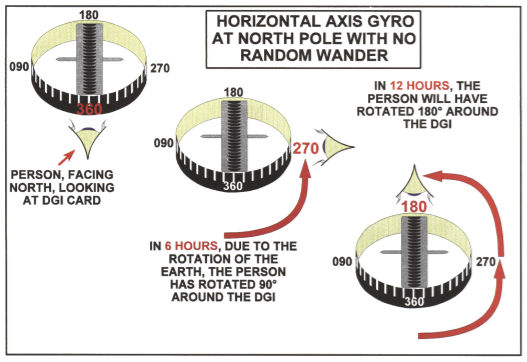 HORIZONTAL AXIS GYRO
AT NORTH POLE WITH NO
RANDOM WANDER
180
090
270
360
PERSON, FACING
NORTH, LOOKING
AT DGI CARD
180
090
270
360
IN 6 HOURS, DUE TO THE
ROTATION OF THE
EARTH, THE PERSON
HAS ROTATED 90°
AROUND THE DGI
IN 12 HOURS, THE
PERSON WILL HAVE
ROTATED 180° AROUND
THE DGI
180
090
270
360